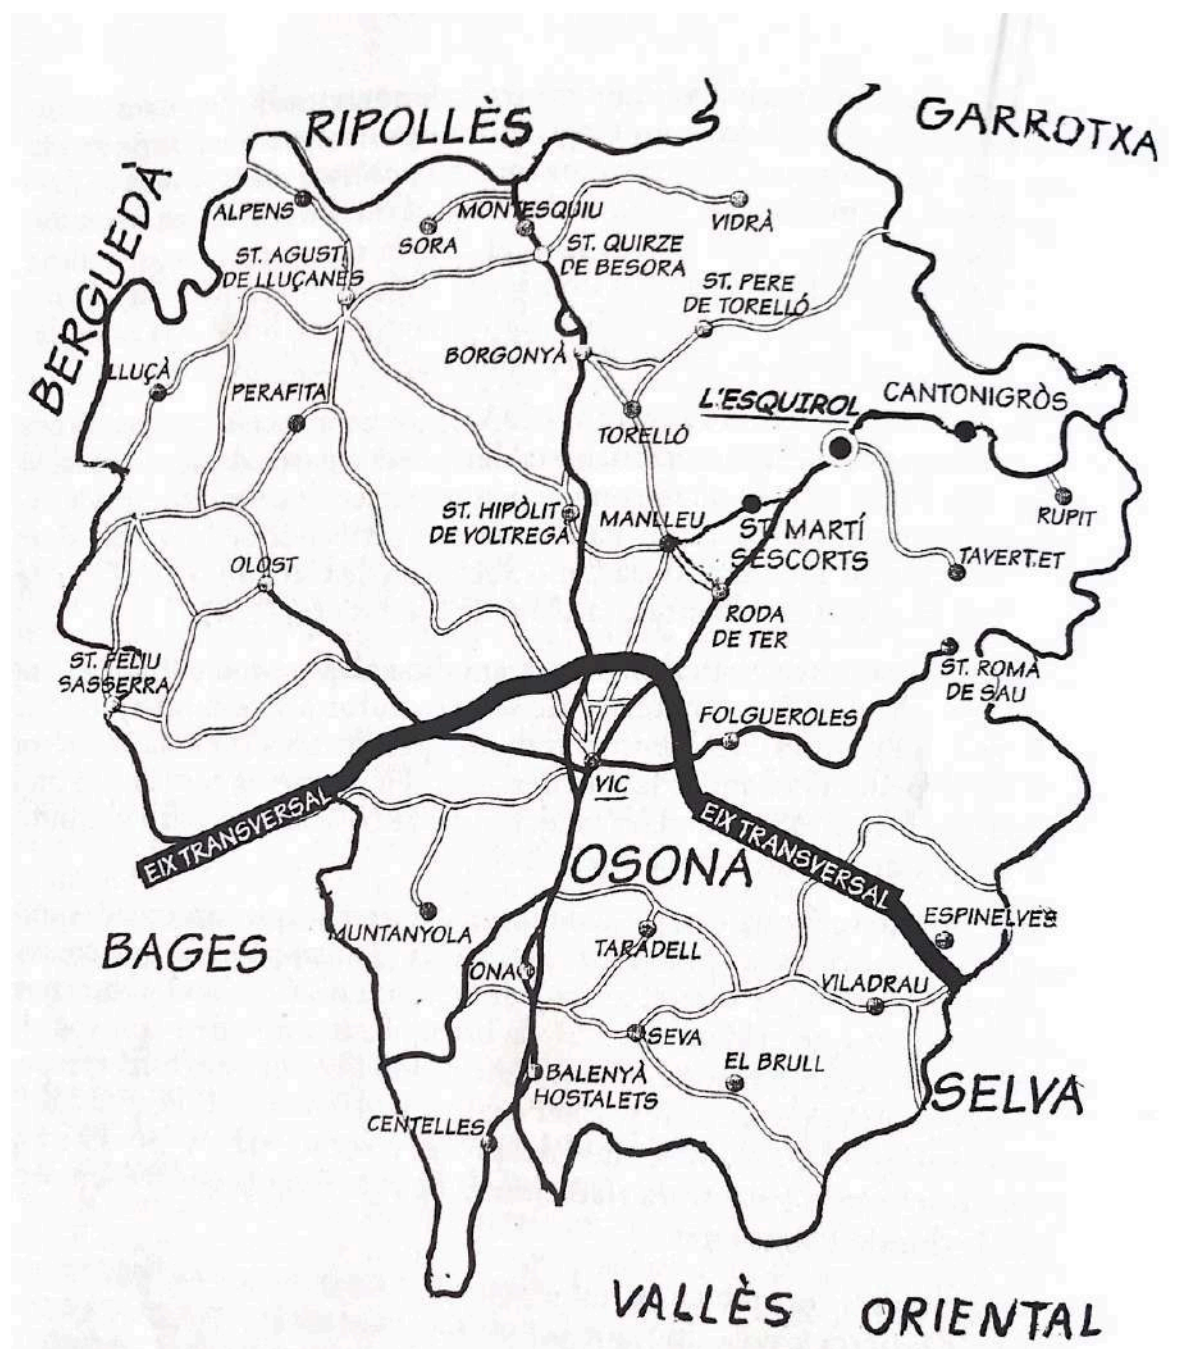 RIPOLLÈS
GARROTXA
BERGUEDÀ
ALPENS
SORA
MONTESQUIU
VIDRÀ
ST. AGUSTÍ
DE LLUÇANÉS
ST. QUIRZE
DE BESORA
ST. PERE
DE TORELLÓ
BORGONYÀ
LLUÇÀ
PERAFITA
L'ESQUIROL
CANTONIGRÒS
TORELLÓ
RUPIT
ST. HIPÒLIT
DE VOLTREGÀ
MANLLEU
ST. MARTÍ
SESCORTS
TAVERTET
OLOST
RODA
DE TER
ST. FELIU
SASSERRA
ST. ROMÀ
DE SAU
FOLGUEROLES
VIC
EIX TRANSVERSAL
EIX TRANSVERSAL
OSONA
BAGES
MUNTANYOLA
TARADELL
ESPINELVES
TONA
VILADRAU
SEVA
EL BRULL
BALENYÀ
HOSTALETS
SELVA
CENTELLES
VALLÈS ORIENTAL